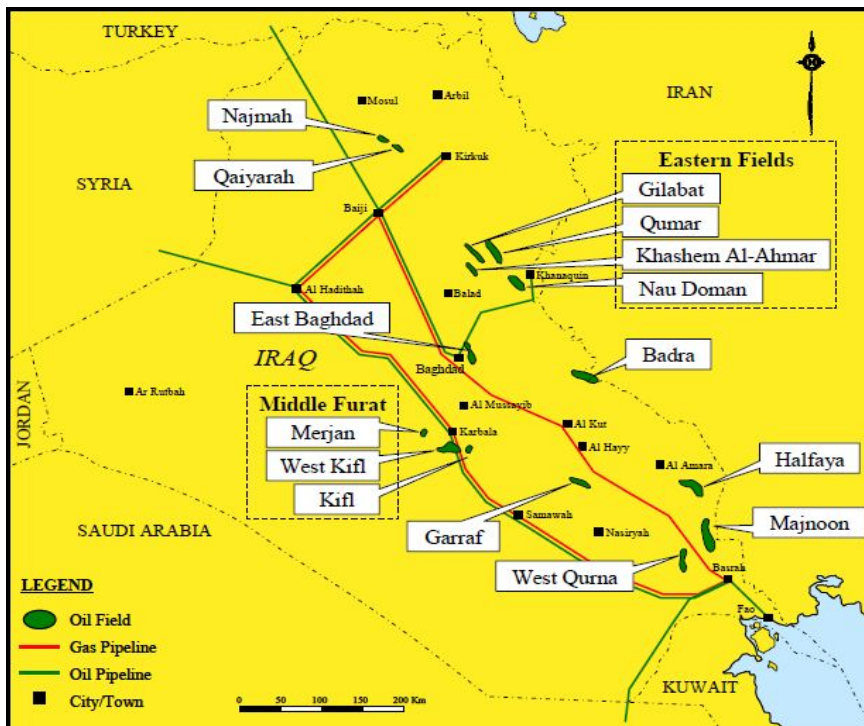 TURKEY
Mosul
Arbil
IRAN
Najmah
Qaiyarah
Kirkuk
SYRIA
Eastern Fields
Gilabat
Qumar
Khashem Al-Ahmar
Nau Doman
Baiji
Khanaquin
Al Hadithah
Balad
East Baghdad
IRAQ
Baghdad
Badra
Ar Rutbah
JORDAN
Middle Furat
Merjan
West Kifl
Kifl
Al Mussayib
Karbala
Al Kut
Al Hayy
Al Amara
Halfaya
SAUDI ARABIA
Samawah
Garraf
Nasiryah
Majnoon
West Qurna
Basrah
Fao
KUWAIT
LEGEND
Oil Field
Gas Pipeline
Oil Pipeline
City/Town
0 50 100 150 200 Km